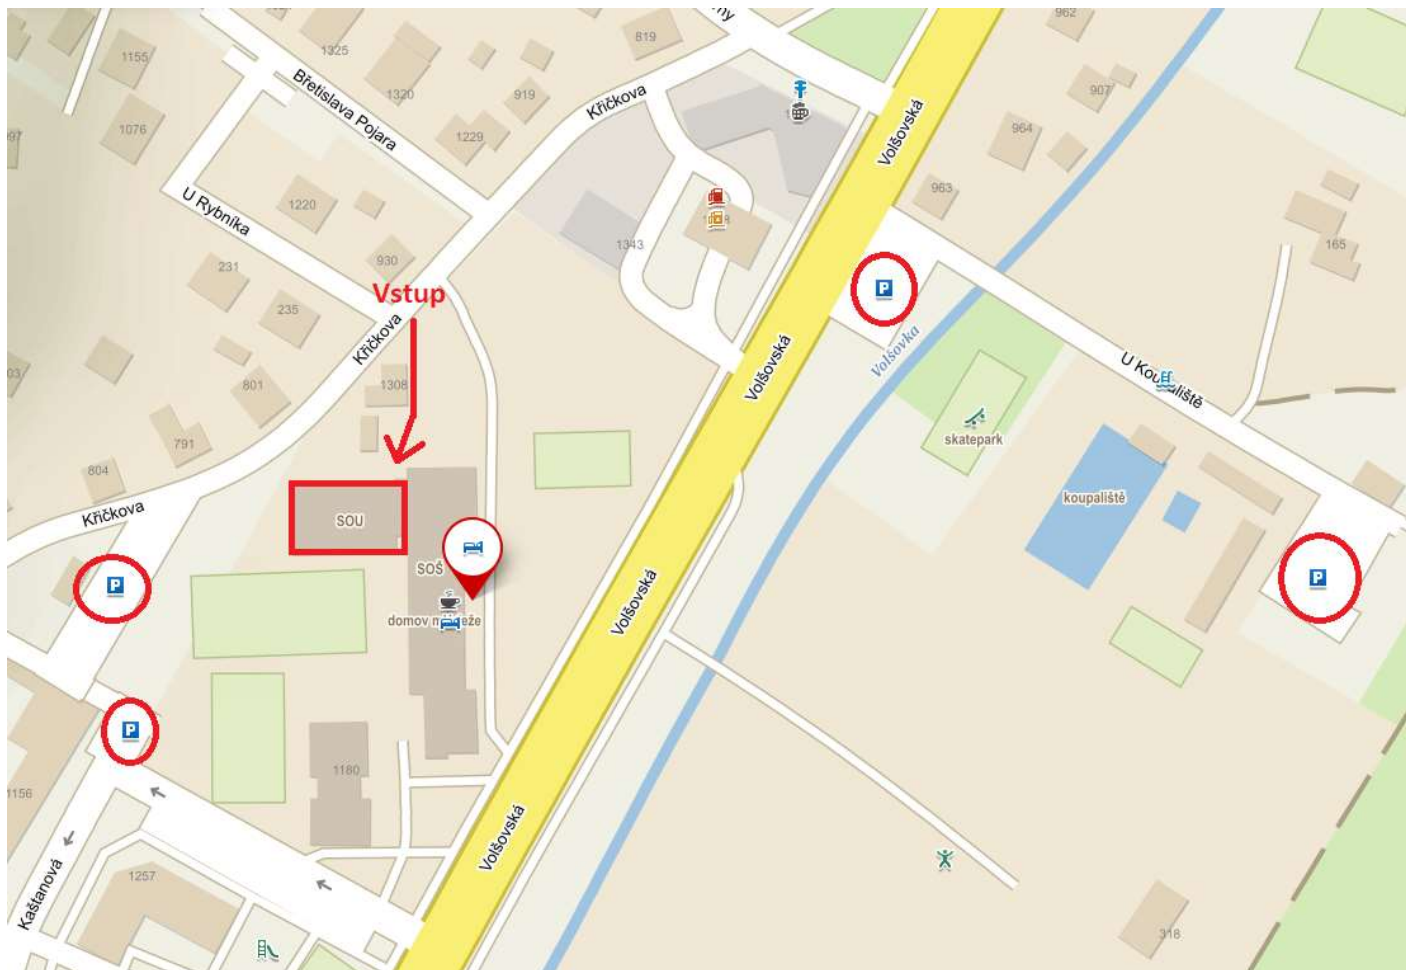 962
819
1325
1155
907
1320
919
Křičkova
Břetislava Pojara
1076
1229
964
Volšovská
963
U Rybníka
1220
1343
165
930
231
Vstup
235
Křičkova
Volšovka
Volšovská
U Koupaliště
801
1308
791
skatepark
804
koupaliště
Křičkova
SOU
SOŠ
P
P
P
P
Volšovská
domov
1180
1156
Volšovská
1257
Kaštanová
318